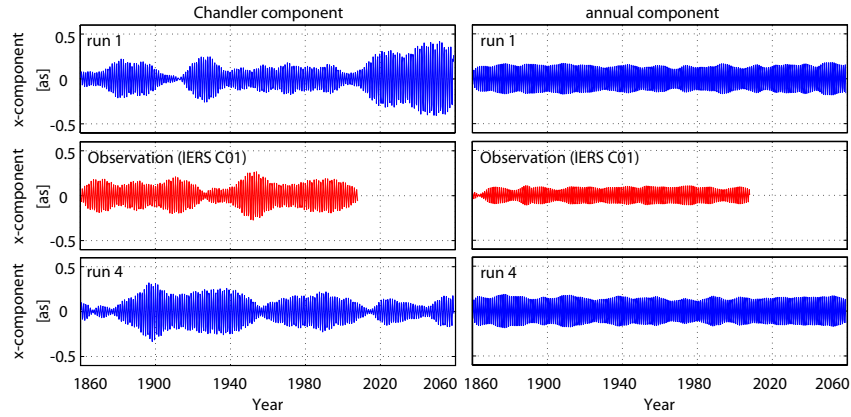 Chandler component
annual component
x-component
[as]
0.5
0
-0.5
run 1
run 1
x-component
[as]
0.5
0
-0.5
Observation (IERS C01)
Observation (IERS C01)
x-component
[as]
0.5
0
-0.5
run 4
run 4
1860 1900 1940 1980 2020 2060
1860 1900 1940 1980 2020 2060
Year
Year